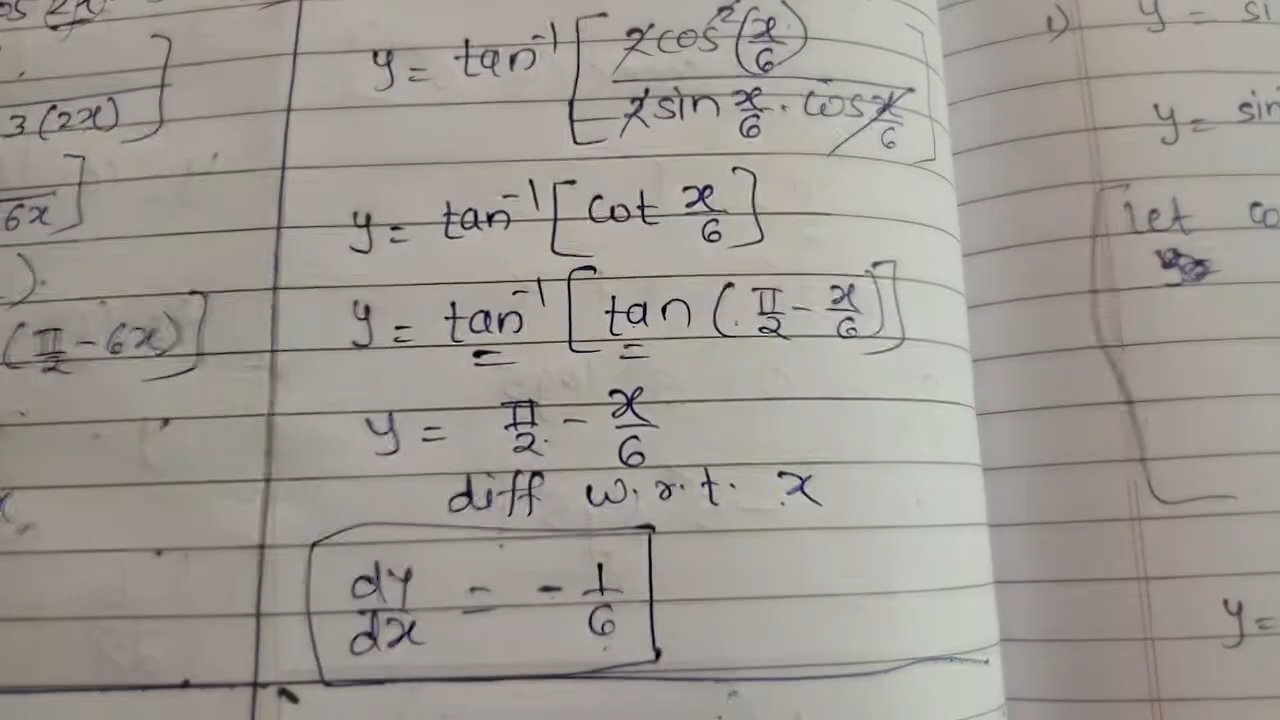 3(2x)]
6x]
).
(π/2 - 6x)]
y = tan⁻¹ [2cos²(x/6) / 2sin x/6 . cos x/6]
y = tan⁻¹ [cot x/6]
y = tan⁻¹ [tan (π/2 - x/6)]
y = π/2 - x/6
diff w.r.t. x
dy/dx = - 1/6
1) y = si
y = sin
let co
y =